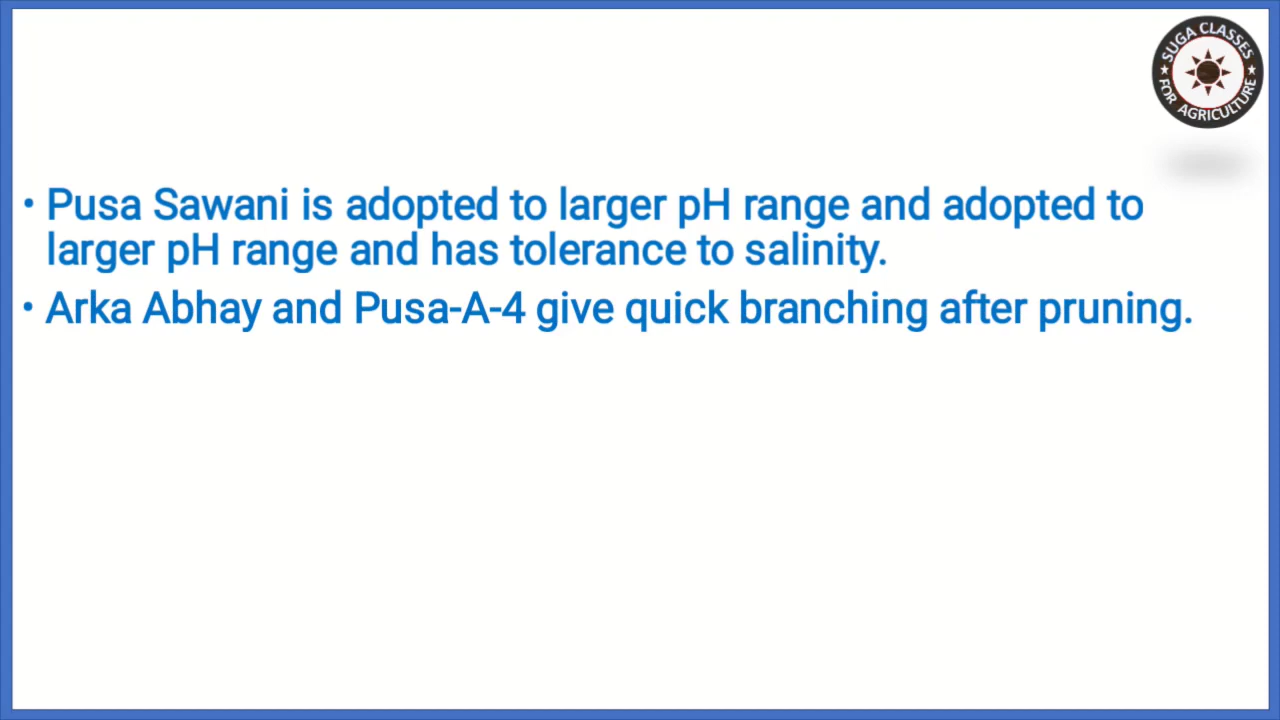 SUGA CLASSES
FOR AGRICULTURE
• Pusa Sawani is adopted to larger pH range and adopted to
larger pH range and has tolerance to salinity.
• Arka Abhay and Pusa-A-4 give quick branching after pruning.